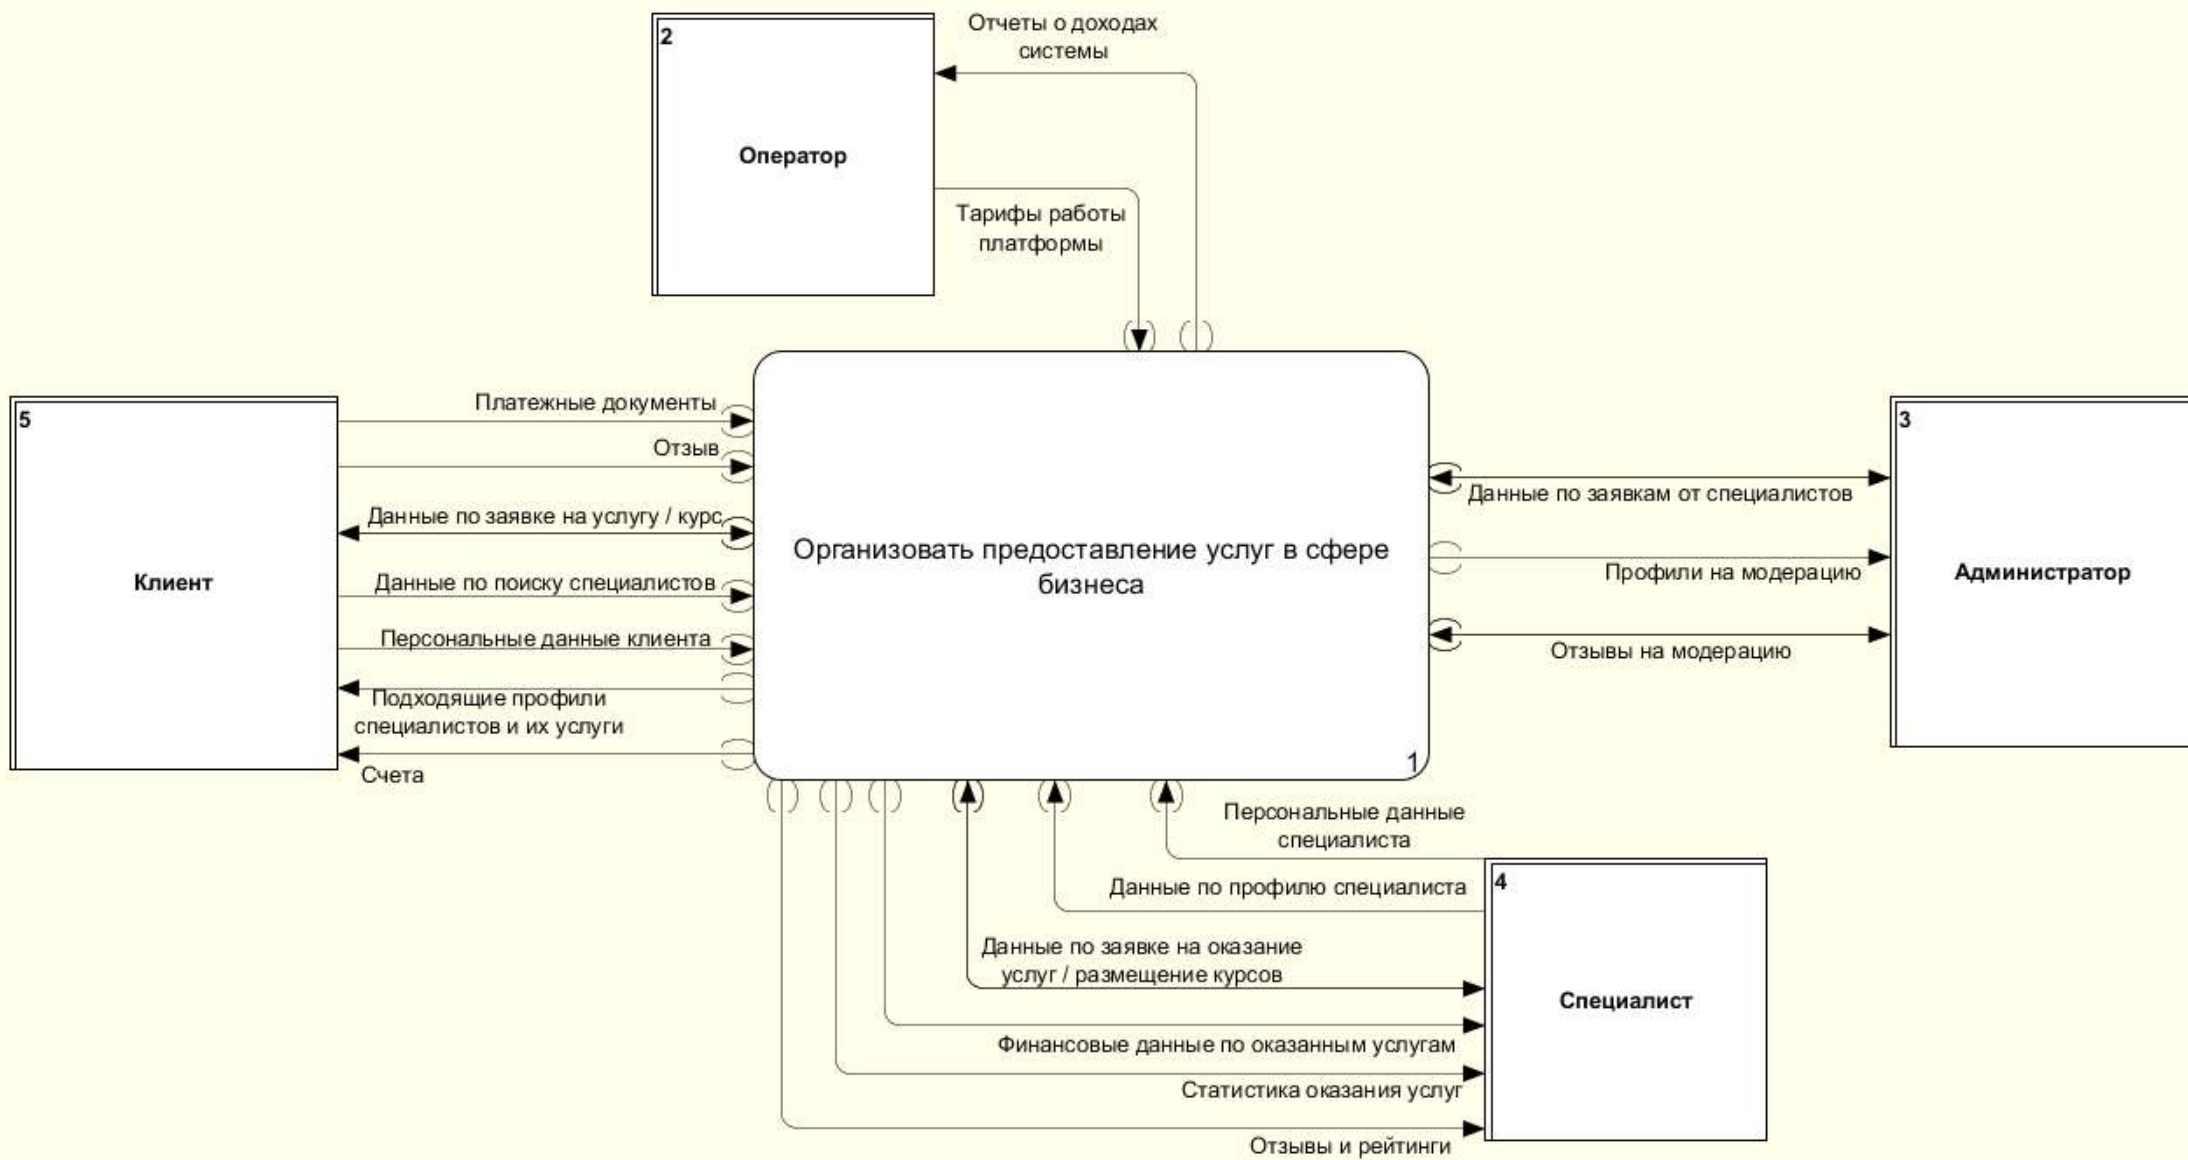 Отчеты о доходах
системы
2
Оператор
Тарифы работы
платформы
5
Клиент
Платежные документы
Отзыв
Данные по заявке на услугу / курс
Данные по поиску специалистов
Персональные данные клиента
Подходящие профили
специалистов и их услуги
Счета
Организовать предоставление услуг в сфере
бизнеса
1
3
Администратор
Данные по заявкам от специалистов
Профили на модерацию
Отзывы на модерацию
Персональные данные
специалиста
Данные по профилю специалиста
4
Специалист
Данные по заявке на оказание
услуг / размещение курсов
Финансовые данные по оказанным услугам
Статистика оказания услуг
Отзывы и рейтинги